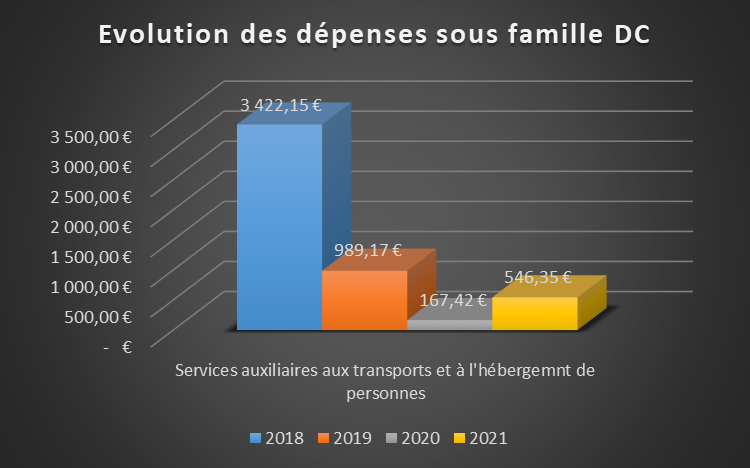 Evolution des dépenses sous famille DC
3 422,15 €
3 500,00 €
3 000,00 €
2 500,00 €
2 000,00 €
1 500,00 €
1 000,00 €
500,00 €
- €
989,17 €
167,42 €
546,35 €
Services auxiliaires aux transports et à l'hébergemnt de
personnes
2018 2019 2020 2021